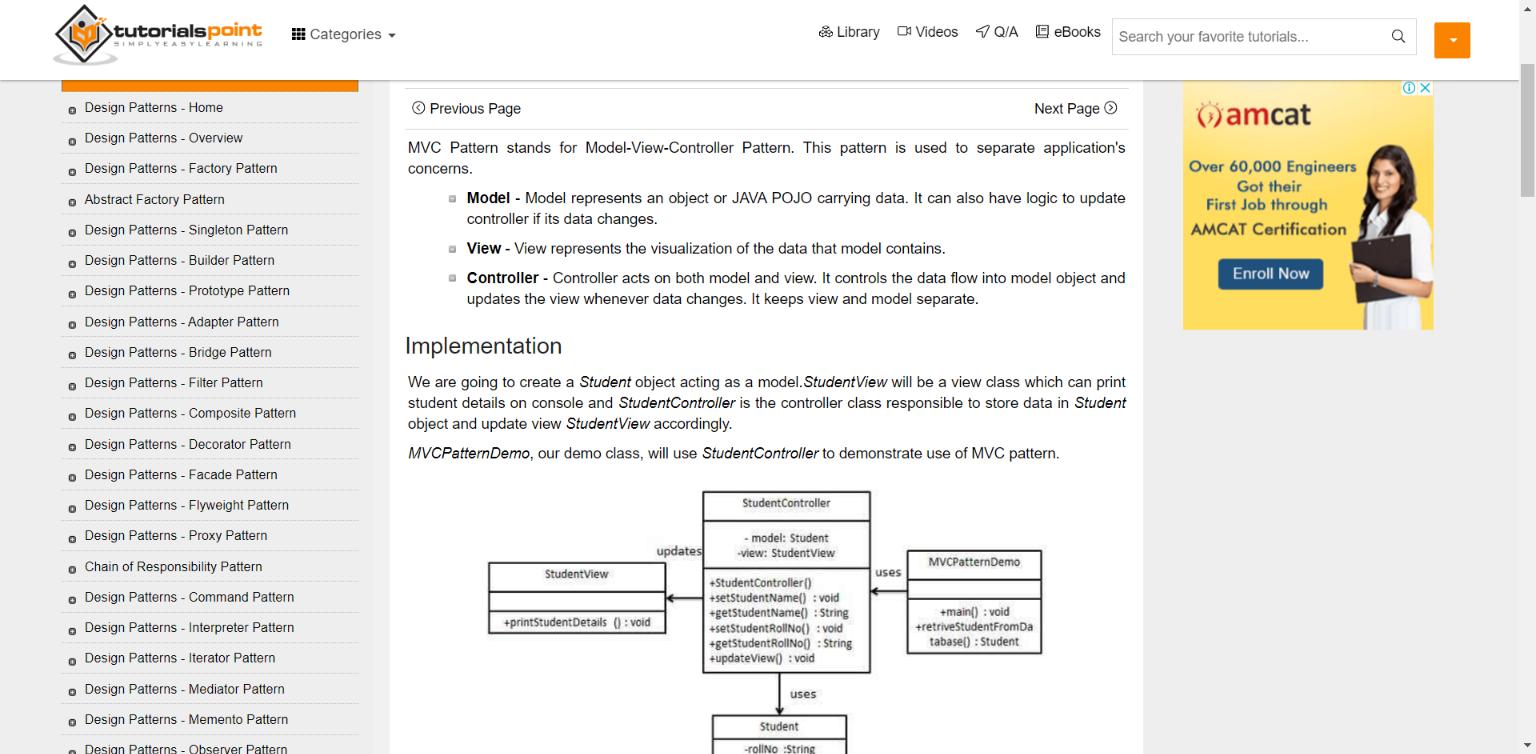 tutorialspoint
SIMPLYEASYLEARNING
Categories
Library
Videos
Q/A
eBooks
Search your favorite tutorials...
Design Patterns - Home
Design Patterns - Overview
Design Patterns - Factory Pattern
Abstract Factory Pattern
Design Patterns - Singleton Pattern
Design Patterns - Builder Pattern
Design Patterns - Prototype Pattern
Design Patterns - Adapter Pattern
Design Patterns - Bridge Pattern
Design Patterns - Filter Pattern
Design Patterns - Composite Pattern
Design Patterns - Decorator Pattern
Design Patterns - Facade Pattern
Design Patterns - Flyweight Pattern
Design Patterns - Proxy Pattern
Chain of Responsibility Pattern
Design Patterns - Command Pattern
Design Patterns - Interpreter Pattern
Design Patterns - Iterator Pattern
Design Patterns - Mediator Pattern
Design Patterns - Memento Pattern
Design Patterns - Observer Pattern
Previous Page
Next Page
MVC Pattern stands for Model-View-Controller Pattern. This pattern is used to separate application's
concerns.
Model - Model represents an object or JAVA POJO carrying data. It can also have logic to update
controller if its data changes.
View - View represents the visualization of the data that model contains.
Controller - Controller acts on both model and view. It controls the data flow into model object and
updates the view whenever data changes. It keeps view and model separate.
Implementation
We are going to create a Student object acting as a model.StudentView will be a view class which can print
student details on console and StudentController is the controller class responsible to store data in Student
object and update view StudentView accordingly.
MVCPatternDemo, our demo class, will use StudentController to demonstrate use of MVC pattern.
StudentController
- model: Student
-view: StudentView
+StudentController()
+setStudentName() : void
+getStudentName() : String
+setStudentRollNo() : void
+getStudentRollNo() : String
+updateView() : void
updates
StudentView
+printStudentDetails () : void
uses
MVCPatternDemo
+main() : void
+retriveStudentFromDa
tabase() : Student
uses
Student
-rollNo :String
amcat
Over 60,000 Engineers
Got their
First Job through
AMCAT Certification
Enroll Now